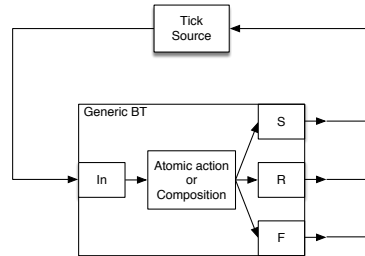 Tick
Source
Generic BT
S
In
Atomic action
or
Composition
R
F